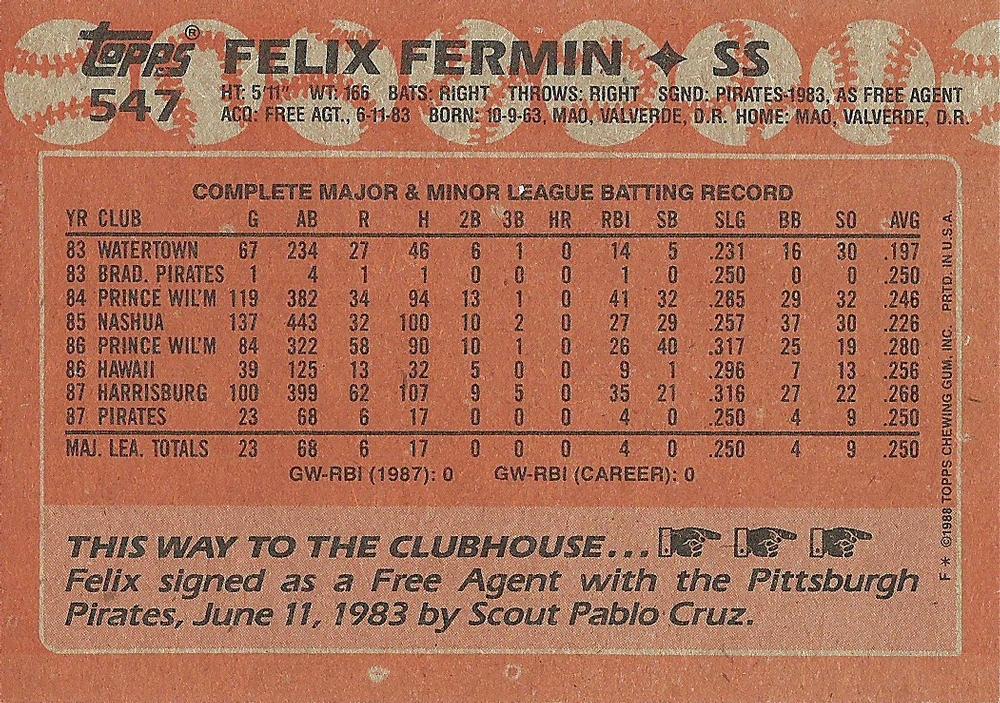 topps® FELIX FERMIN ✦ SS
547 HT: 5'11" WT: 166 BATS: RIGHT THROWS: RIGHT SGND: PIRATES-1983, AS FREE AGENT
ACQ: FREE AGT., 6-11-83 BORN: 10-9-63, MAO, VALVERDE, D.R. HOME: MAO, VALVERDE, D.R.
COMPLETE MAJOR & MINOR LEAGUE BATTING RECORD
YR CLUB G AB R H 2B 3B HR RBI SB SLG BB SO AVG
83 WATERTOWN 67 234 27 46 6 1 0 14 5 .231 16 30 .197
83 BRAD. PIRATES 1 4 1 1 0 0 0 1 0 .250 0 0 .250
84 PRINCE WIL'M 119 382 34 94 13 1 0 41 32 .285 29 32 .246
85 NASHUA 137 443 32 100 10 2 0 27 29 .257 37 30 .226
86 PRINCE WIL'M 84 322 58 90 10 1 0 26 40 .317 25 19 .280
86 HAWAII 39 125 13 32 5 0 0 9 1 .296 7 13 .256
87 HARRISBURG 100 399 62 107 9 5 0 35 21 .316 27 22 .268
87 PIRATES 23 68 6 17 0 0 0 4 0 .250 4 9 .250
MAJ. LEA. TOTALS 23 68 6 17 0 0 0 4 0 .250 4 9 .250
GW-RBI (1987): 0 GW-RBI (CAREER): 0
THIS WAY TO THE CLUBHOUSE...
Felix signed as a Free Agent with the Pittsburgh
Pirates, June 11, 1983 by Scout Pablo Cruz.
F* ©1988 TOPPS CHEWING GUM, INC. PRTD. IN U.S.A.